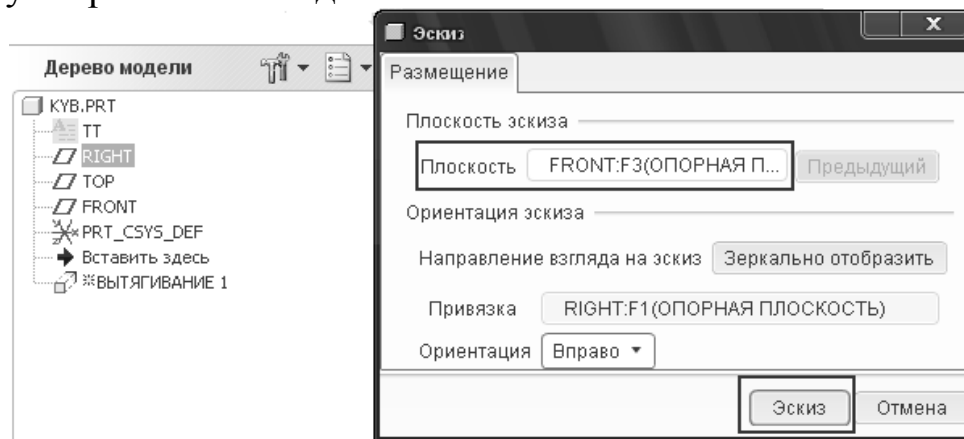 Эскиз
x
Дерево модели
Размещение
KYB.PRT
TT
RIGHT
TOP
FRONT
PRT_CSYS_DEF
Вставить здесь
ВЫТЯГИВАНИЕ 1
Плоскость эскиза
Плоскость FRONT:F3(ОПОРНАЯ П... Предыдущий
Ориентация эскиза
Направление взгляда на эскиз Зеркально отобразить
Привязка RIGHT:F1(ОПОРНАЯ ПЛОСКОСТЬ)
Ориентация Вправо
Эскиз Отмена